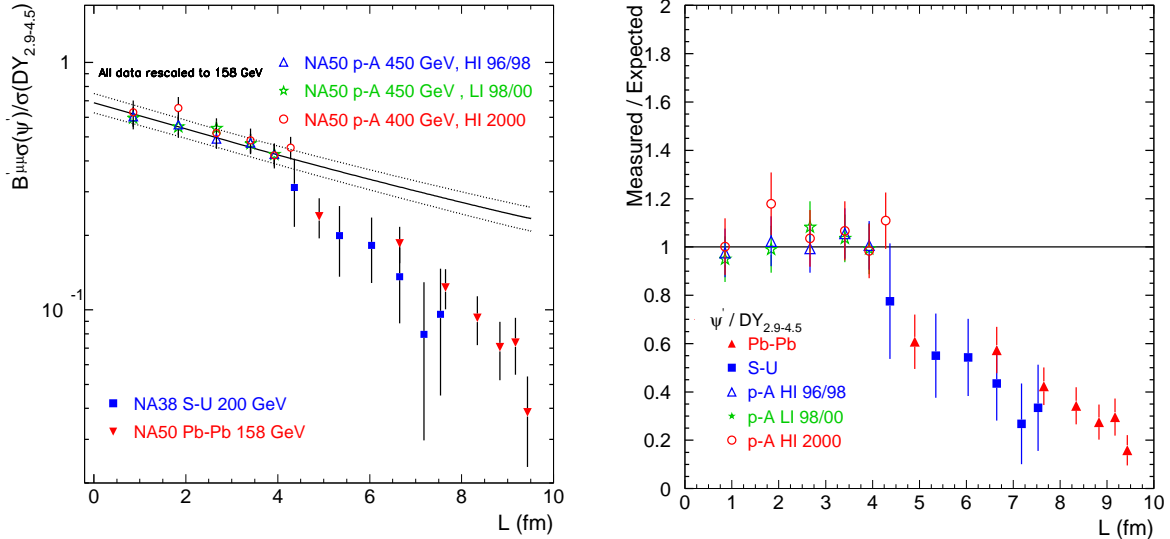 B'μμσ(ψ')/σ(DY2.9-4.5)
1
10-1
All data rescaled to 158 GeV
NA50 p-A 450 GeV, HI 96/98
NA50 p-A 450 GeV , LI 98/00
NA50 p-A 400 GeV, HI 2000
NA38 S-U 200 GeV
NA50 Pb-Pb 158 GeV
0 2 4 6 8 10
L (fm)
Measured / Expected
2
1.8
1.6
1.4
1.2
1
0.8
0.6
0.4
0.2
0
ψ' / DY2.9-4.5
Pb-Pb
S-U
p-A HI 96/98
p-A LI 98/00
p-A HI 2000
0 1 2 3 4 5 6 7 8 9 10
L (fm)